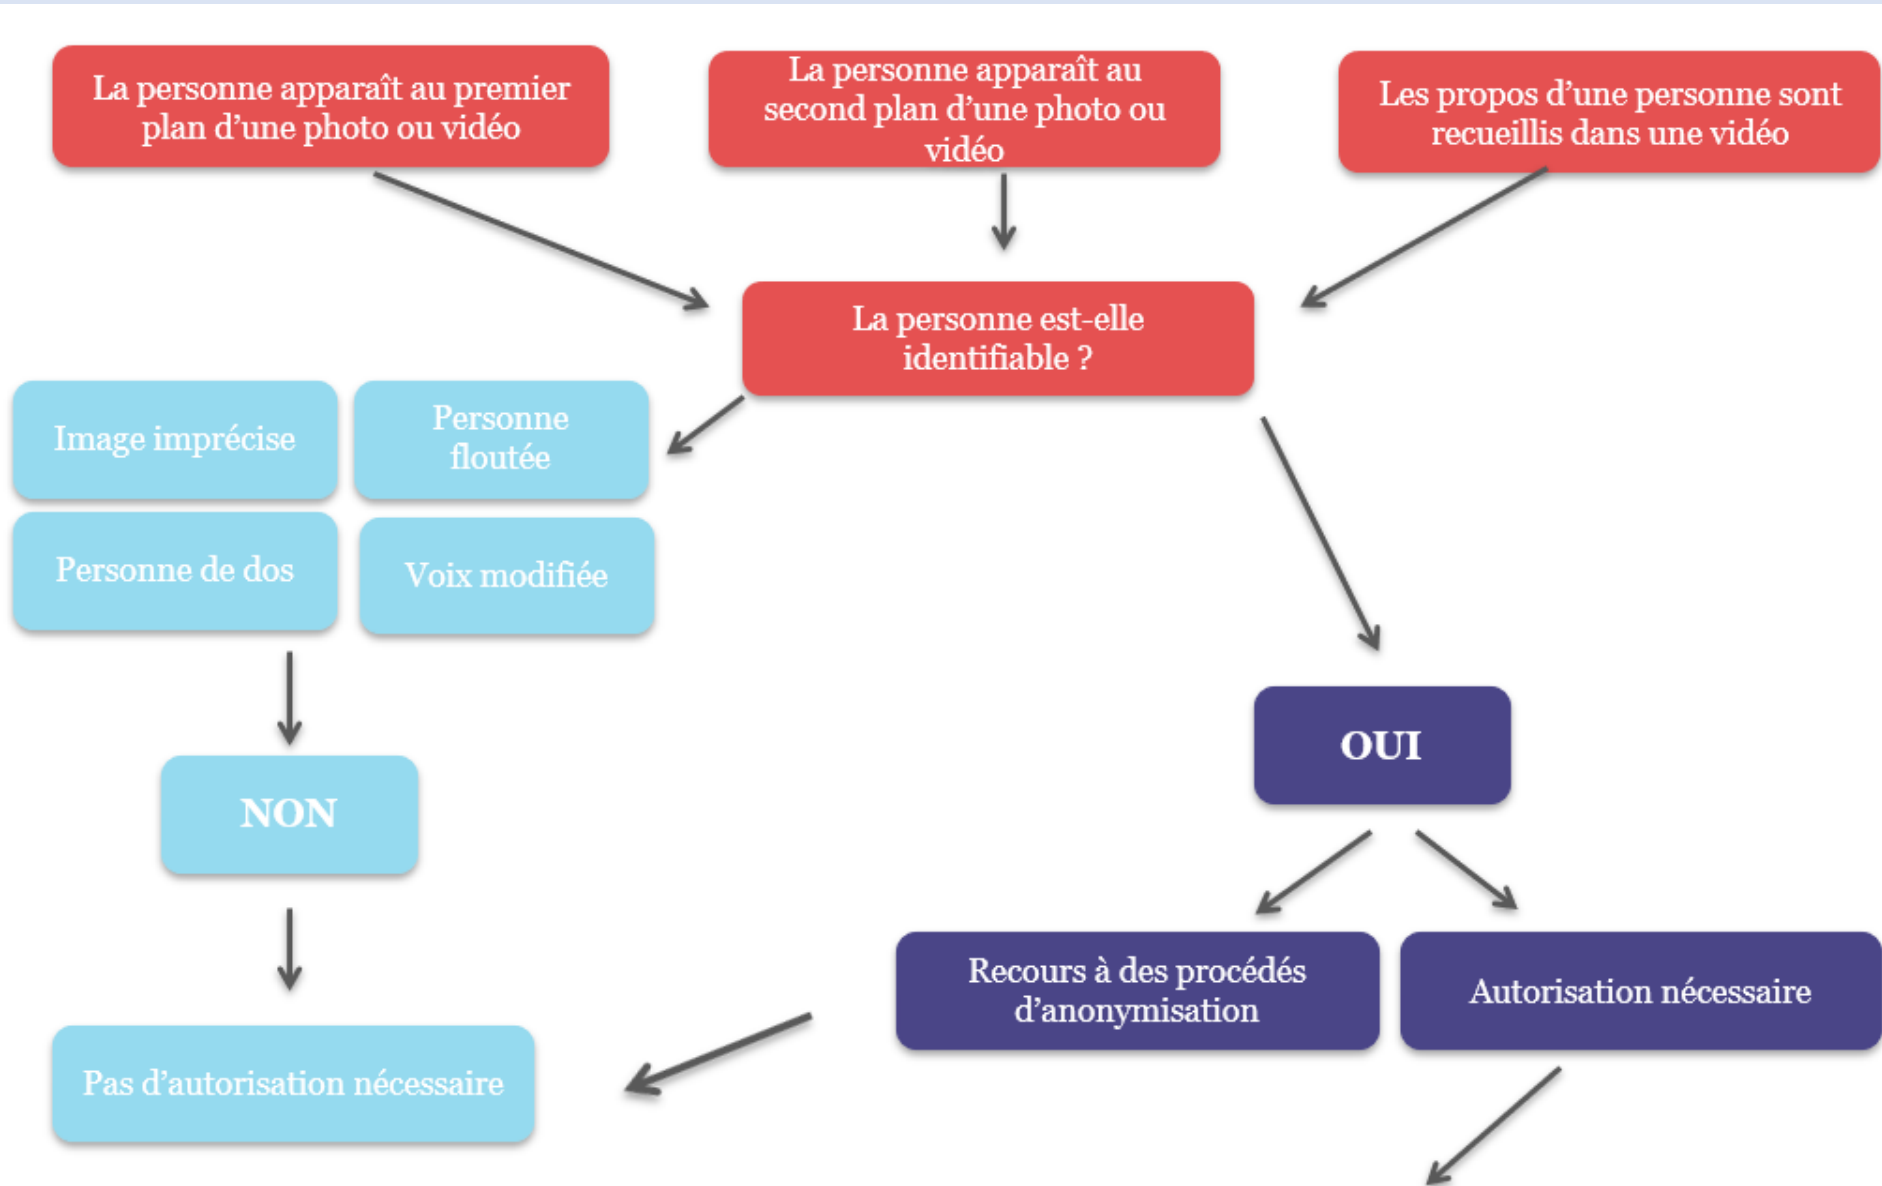 La personne apparaît au premier
plan d’une photo ou vidéo
La personne apparaît au
second plan d’une photo ou
vidéo
Les propos d’une personne sont
recueillis dans une vidéo
La personne est-elle
identifiable ?
Image imprécise
Personne
floutée
Personne de dos
Voix modifiée
NON
OUI
Recours à des procédés
d’anonymisation
Autorisation nécessaire
Pas d’autorisation nécessaire